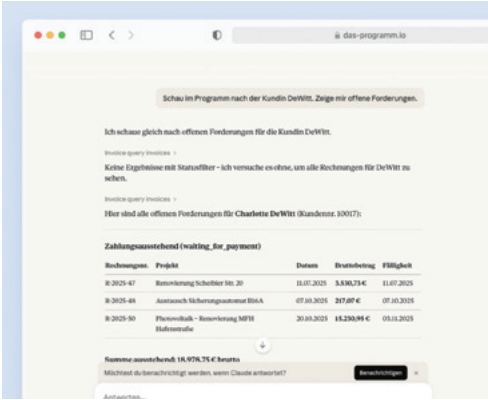 das-programm.io
Schau im Programm nach der Kundin DeWitt. Zeige mir offene Forderungen.
Ich schaue gleich nach offenen Forderungen für die Kundin DeWitt.
Invoice query invoices >
Keine Ergebnisse mit Statusfilter – ich versuche es ohne, um alle Rechnungen für DeWitt zu
sehen.
Invoice query invoices >
Hier sind alle offenen Forderungen für Charlotte DeWitt (Kundennr. 10017):
Zahlungsausstehend (waiting_for_payment)
Rechnungsnr. Projekt Datum Bruttobetrag Fälligkeit
R-2025-47 Renovierung Scheibler Str. 20 11.07.2025 3.530,73 € 11.07.2025
R-2025-48 Austausch Sicherungsautomat B16A 07.10.2025 217,07 € 07.10.2025
R-2025-50 Photovoltaik – Renovierung MFH 20.10.2025 15.230,95 € 03.11.2025
Hafenstraße
Summe ausstehend: 18.978,75 € brutto
Möchtest du benachrichtigt werden, wenn Claude antwortet? Benachrichtigen ×
Antworten...